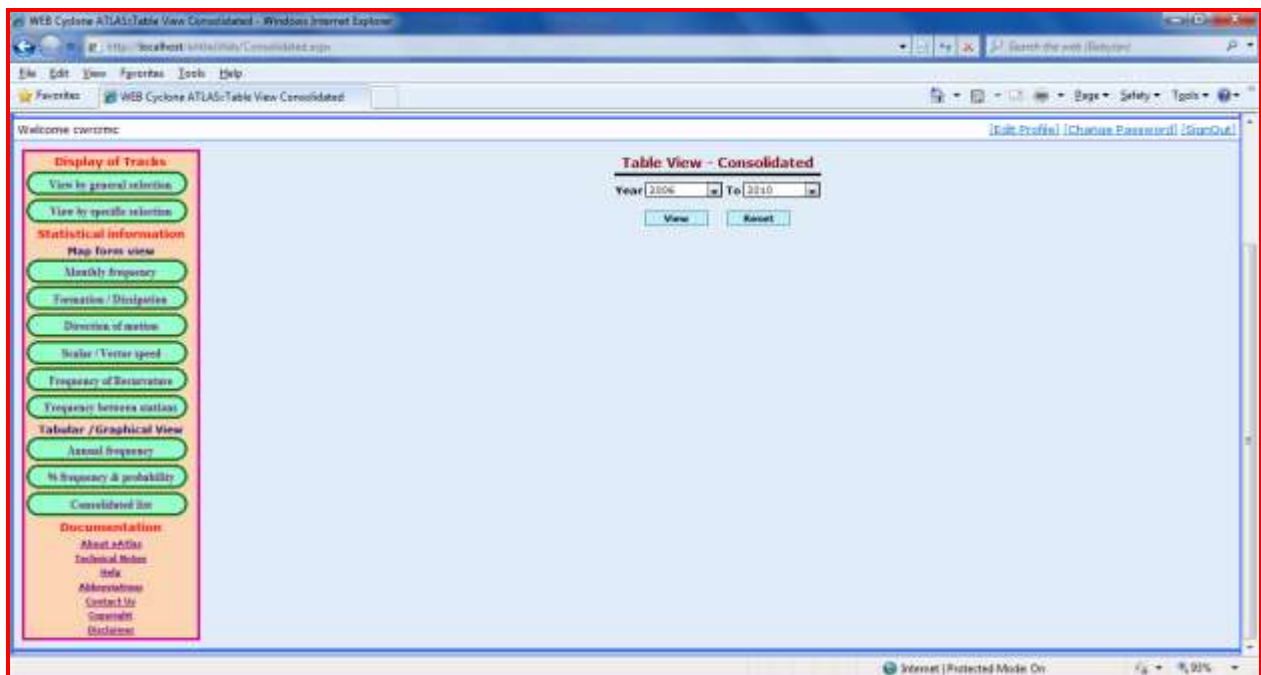 WEB Cyclone ATLAS::Table View Consolidated - Windows Internet Explorer
File Edit View Favorites Tools Help
Favorites WEB Cyclone ATLAS::Table View Consolidated
Page Safety Tools
Welcome
[Edit Profile] [Change Password] [SignOut]
Display of Tracks
View by general selection
View by specific selection
Statistical information
Map form view
Monthly frequency
Formation / Dissipation
Direction of motion
Scalar / Vector speed
Frequency of Recurvature
Frequency between stations
Tabular /Graphical View
Annual frequency
% frequency & probability
Consolidated list
Documentation
About eAtlas
Technical Notes
Help
Abbreviations
Contact Us
Copyright
Disclaimer
Table View - Consolidated
Year 2006 To 2010
View Reset
Internet | Protected Mode: On